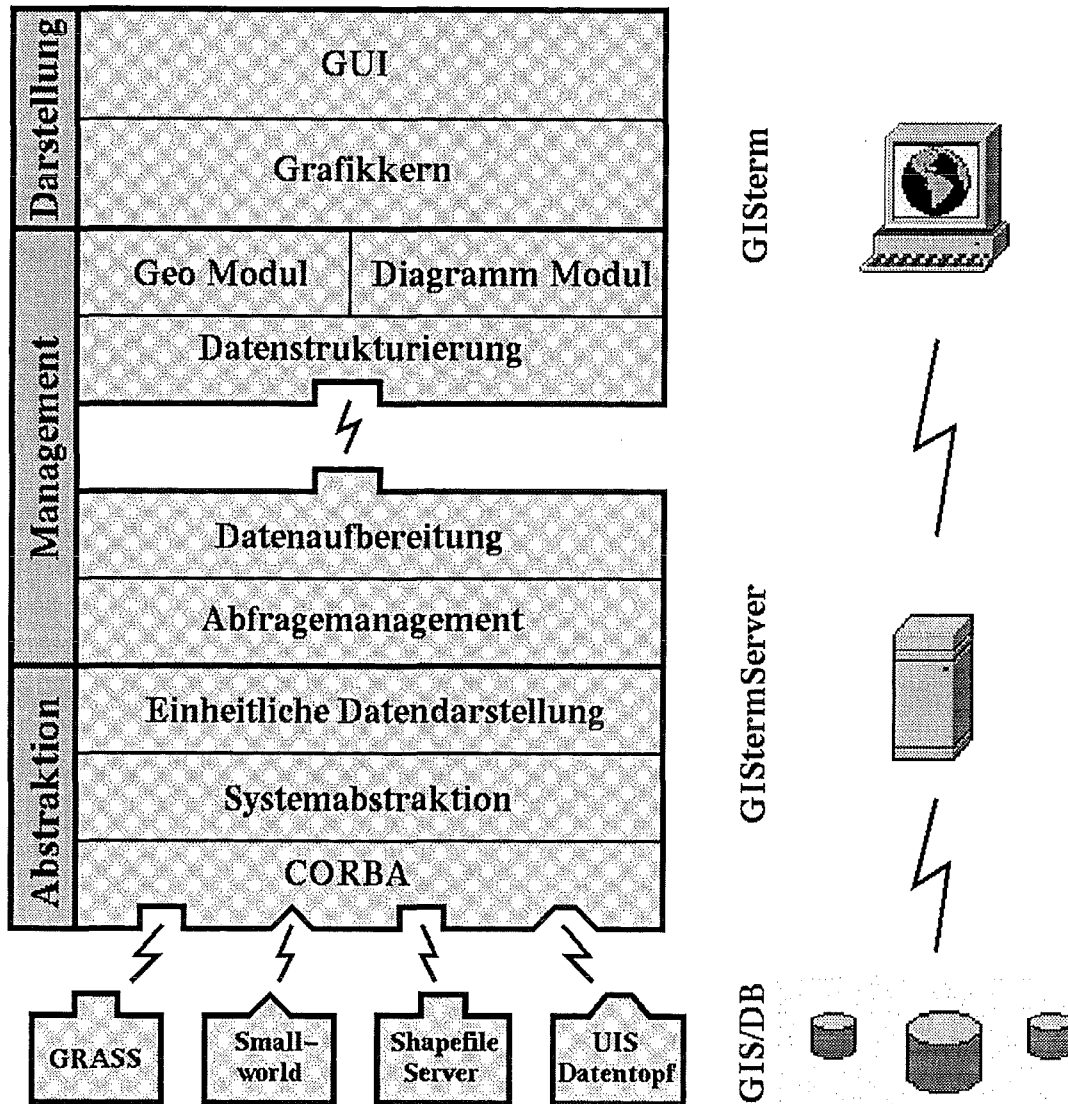 Darstellung
GUI
Grafikkern
GISterm
Management
Geo Modul
Diagramm Modul
Datenstrukturierung
Datenaufbereitung
Abfragemanagement
GIStermServer
Abstraktion
Einheitliche Datendarstellung
Systemabstraktion
CORBA
GRASS
Small-
world
Shapefile
Server
UIS
Datentopf
GIS/DB